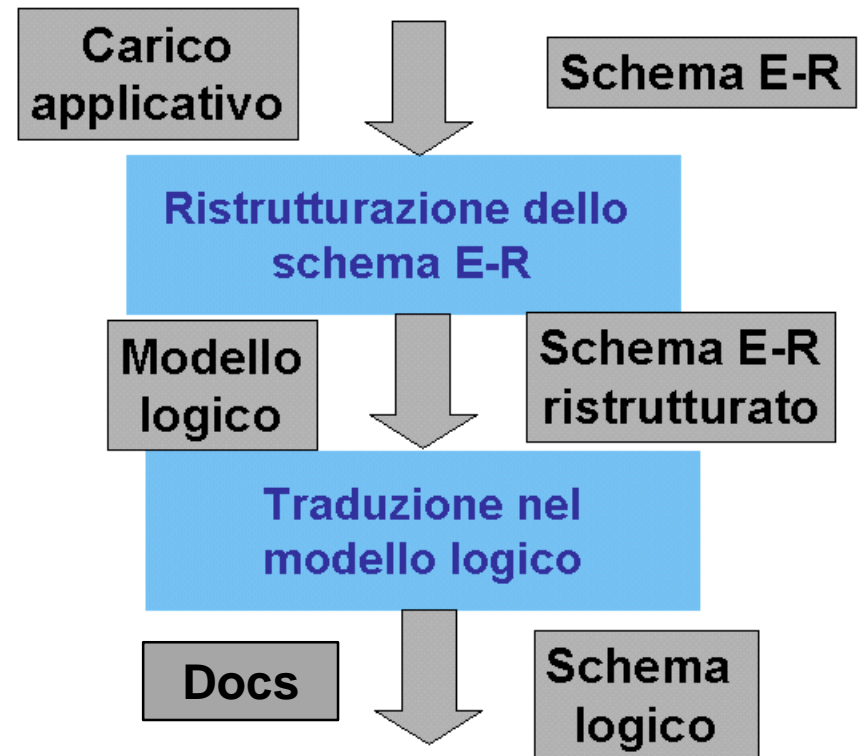 Carico
applicativo
Schema E-R
Ristrutturazione dello
schema E-R
Modello
logico
Schema E-R
ristrutturato
Traduzione nel
modello logico
Docs
Schema
logico